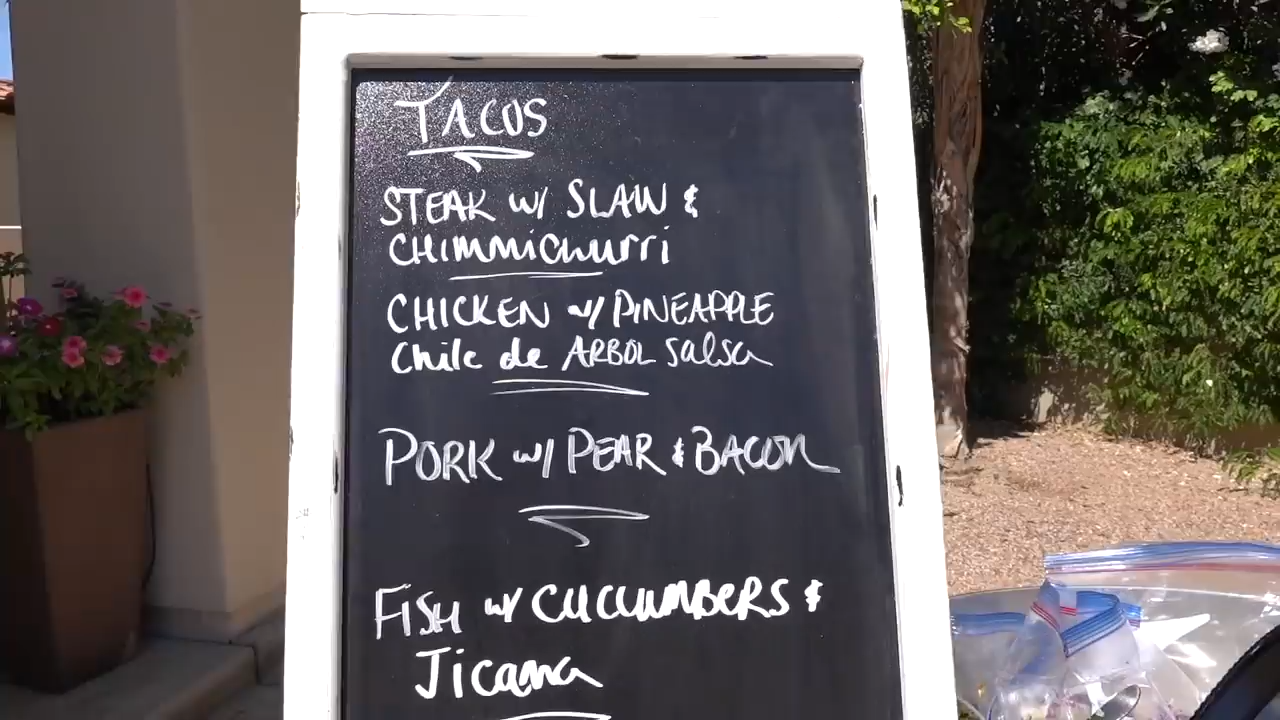 TACOS
STEAK w/ SLAW &
CHIMMICHURRI
CHICKEN w/ PINEAPPLE
Chile de ARBOL Salsa
PORK w/ PEAR & BACON
FISH w/ CUCUMBERS &
Jicama